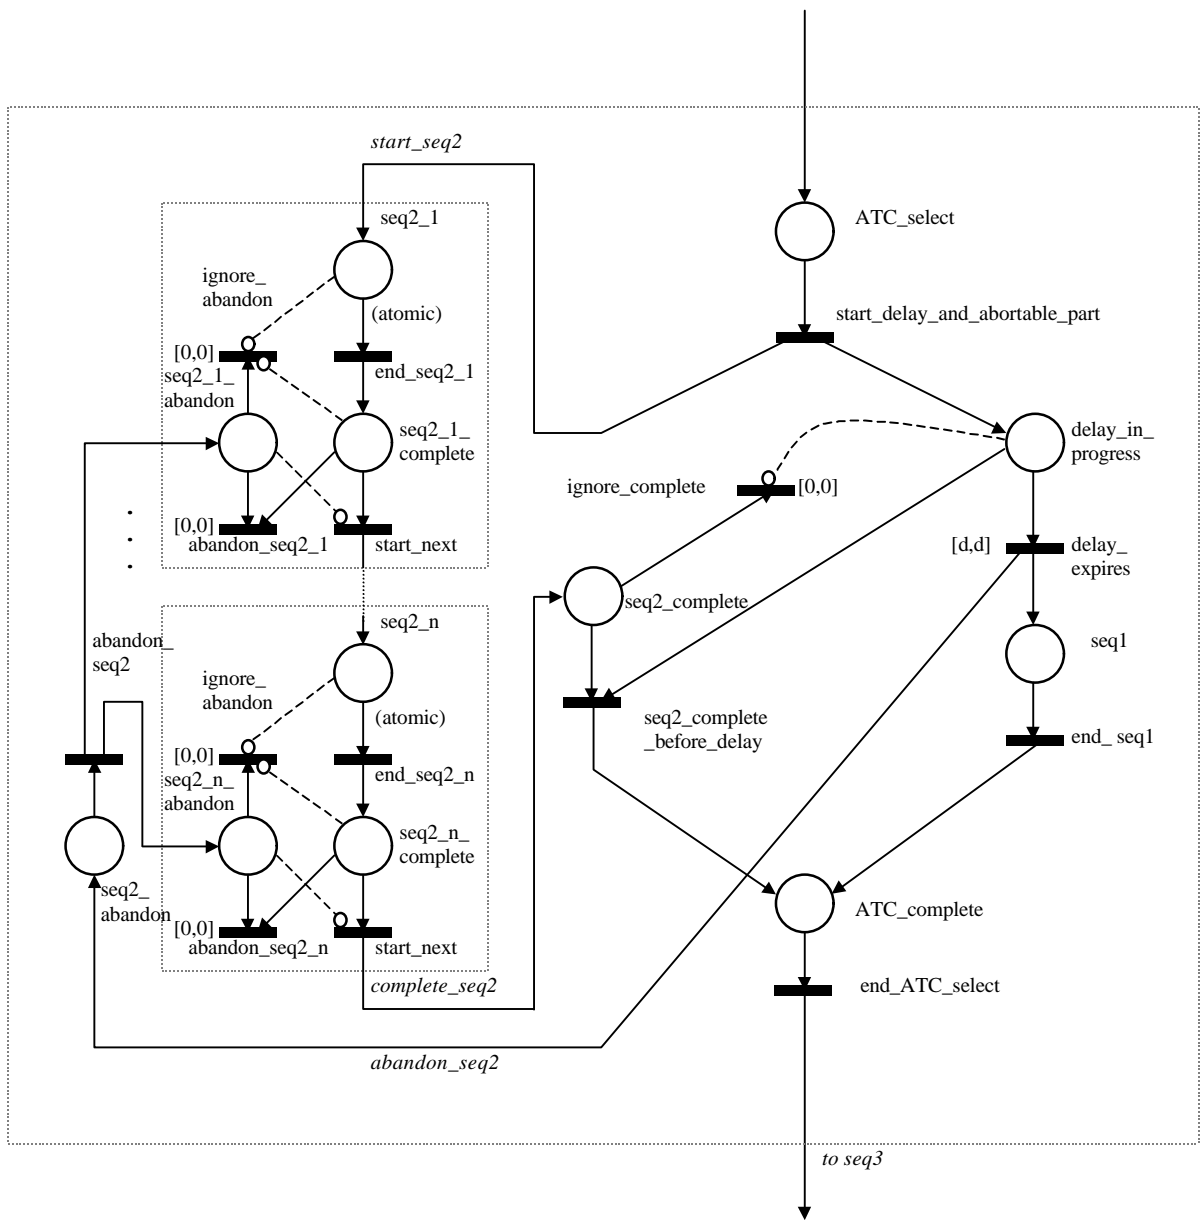 start_seq2
seq2_1
ATC_select
ignore_
abandon
(atomic)
start_delay_and_abortable_part
[0,0]
seq2_1_
abandon
end_seq2_1
seq2_1_
complete
delay_in_
progress
ignore_complete
[0,0]
[0,0]
abandon_seq2_1
start_next
[d,d]
delay_
expires
seq2_complete
seq2_n
abandon_
seq2
seq1
ignore_
abandon
(atomic)
seq2_complete
_before_delay
end_ seq1
[0,0]
seq2_n_
abandon
end_seq2_n
seq2_n_
complete
seq2_
abandon
ATC_complete
[0,0]
abandon_seq2_n
start_next
complete_seq2
end_ATC_select
abandon_seq2
to seq3